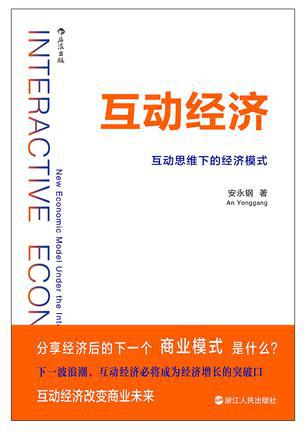 后浪出版
INTERACTIVE ECON
New Economic Model Under the Int
互动经济
互动思维下的经济模式
安永钢 著
An Yonggang
分享经济后的下一个 商业模式 是什么?
下一波浪潮，互动经济必将成为经济增长的突破口
互动经济改变商业未来
浙江人民出版社